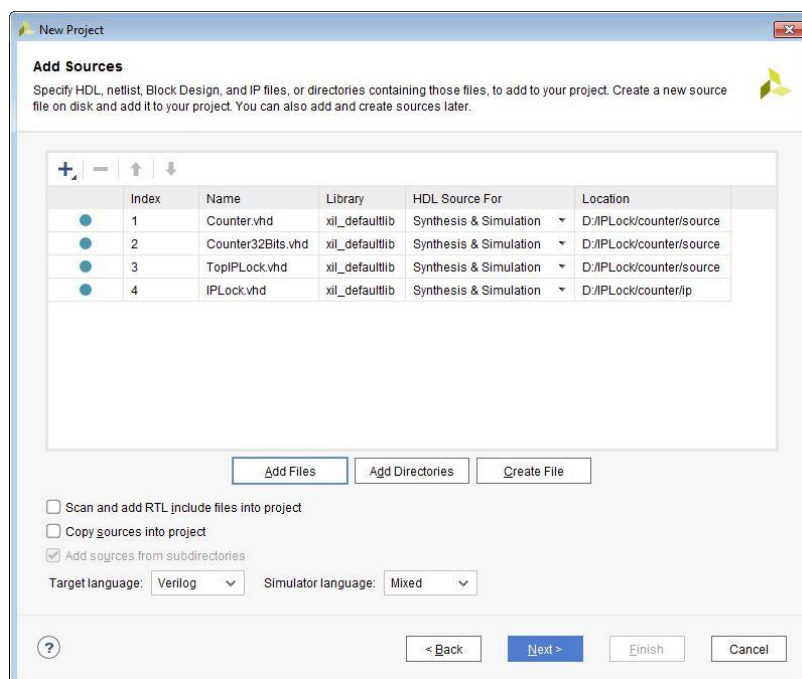 New Project
Add Sources
Specify HDL, netlist, Block Design, and IP files, or directories containing those files, to add to your project. Create a new source
file on disk and add it to your project. You can also add and create sources later.
Index Name Library HDL Source For Location
1 Counter.vhd xil_defaultlib Synthesis & Simulation D:/IPLock/counter/source
2 Counter32Bits.vhd xil_defaultlib Synthesis & Simulation D:/IPLock/counter/source
3 TopIPLock.vhd xil_defaultlib Synthesis & Simulation D:/IPLock/counter/source
4 IPLock.vhd xil_defaultlib Synthesis & Simulation D:/IPLock/counter/ip
Add Files Add Directories Create File
Scan and add RTL include files into project
Copy sources into project
Add sources from subdirectories
Target language: Verilog Simulator language: Mixed
? < Back Next > Finish Cancel